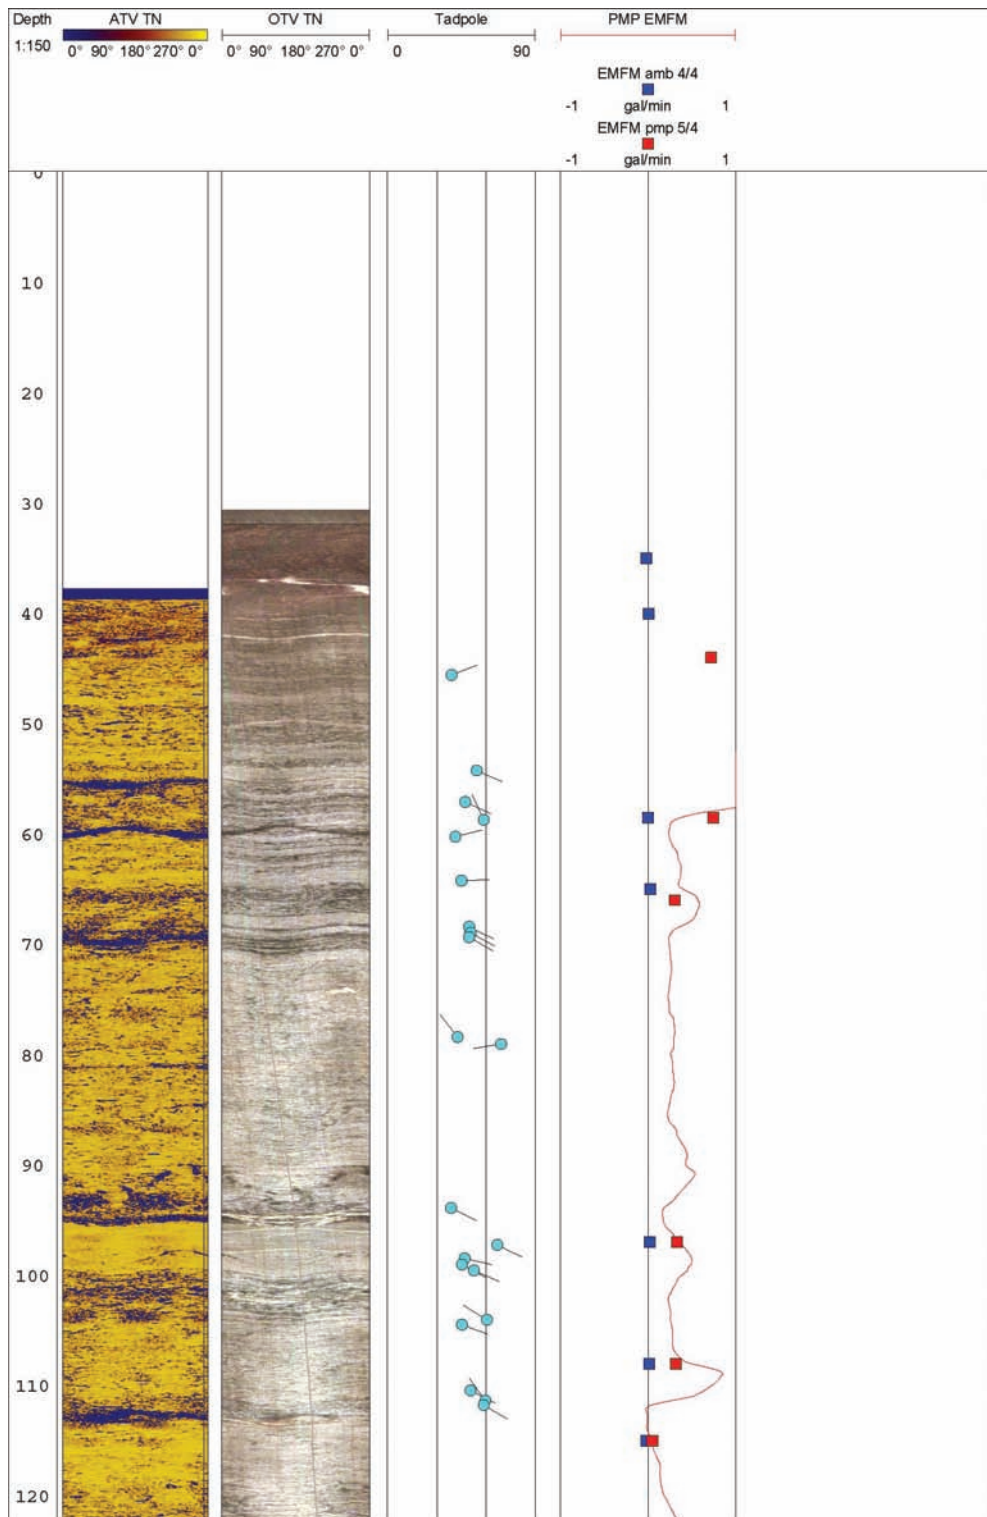 Depth ATV TN OTV TN Tadpole PMP EMFM
1:150 0° 90° 180° 270° 0° 0° 90° 180° 270° 0° 0 90
EMFM amb 4/4
-1 gal/min 1
EMFM pmp 5/4
-1 gal/min 1
0
10
20
30
40
50
60
70
80
90
100
110
120